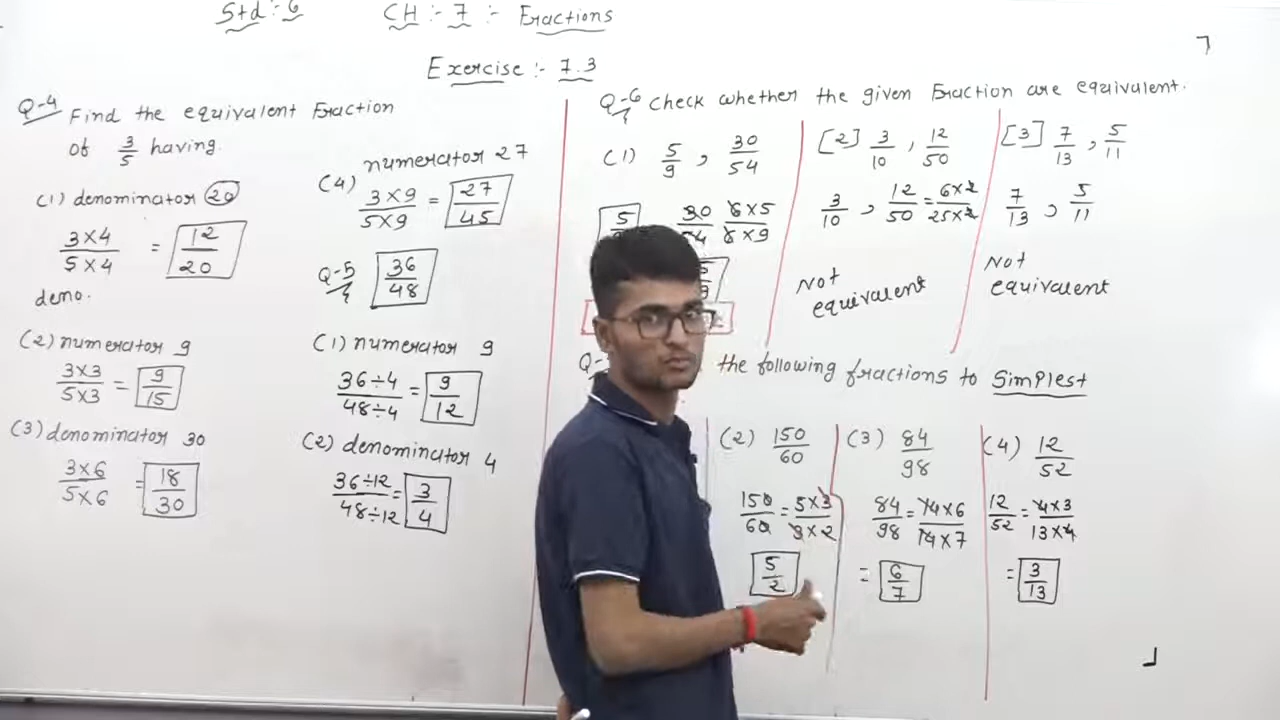 Std :- 6 CH :- 7 :- Fractions
Exercise :- 7.3
Q-4 Find the equivalent Fraction
of 3/5 having
(1) denominator 20
3×4/5×4 = 12/20
deno.
(2) numerator 9
3×3/5×3 = 9/15
(3) denominator 30
3×6/5×6 = 18/30
(4) numerator 27
3×9/5×9 = 27/45
Q-5 36/48
(1) numerator 9
36÷4/48÷4 = 9/12
(2) denominator 4
36÷12/48÷12 = 3/4
Q-6 Check whether the given Fraction are equivalent.
(1) 5/9 , 30/54
30/54 6×5/6×9
[2] 3/10 , 12/50
3/10 , 12/50 = 6×2/25×2
Not
equivalent
[3] 7/13 , 5/11
7/13 , 5/11
Not
equivalent
the following fractions to Simplest
(2) 150/60
150/60 = 5×3/3×2
5/2
(3) 84/98
84/98 = 14×6/14×7
= 6/7
(4) 12/52
12/52 = 4×3/13×4
= 3/13